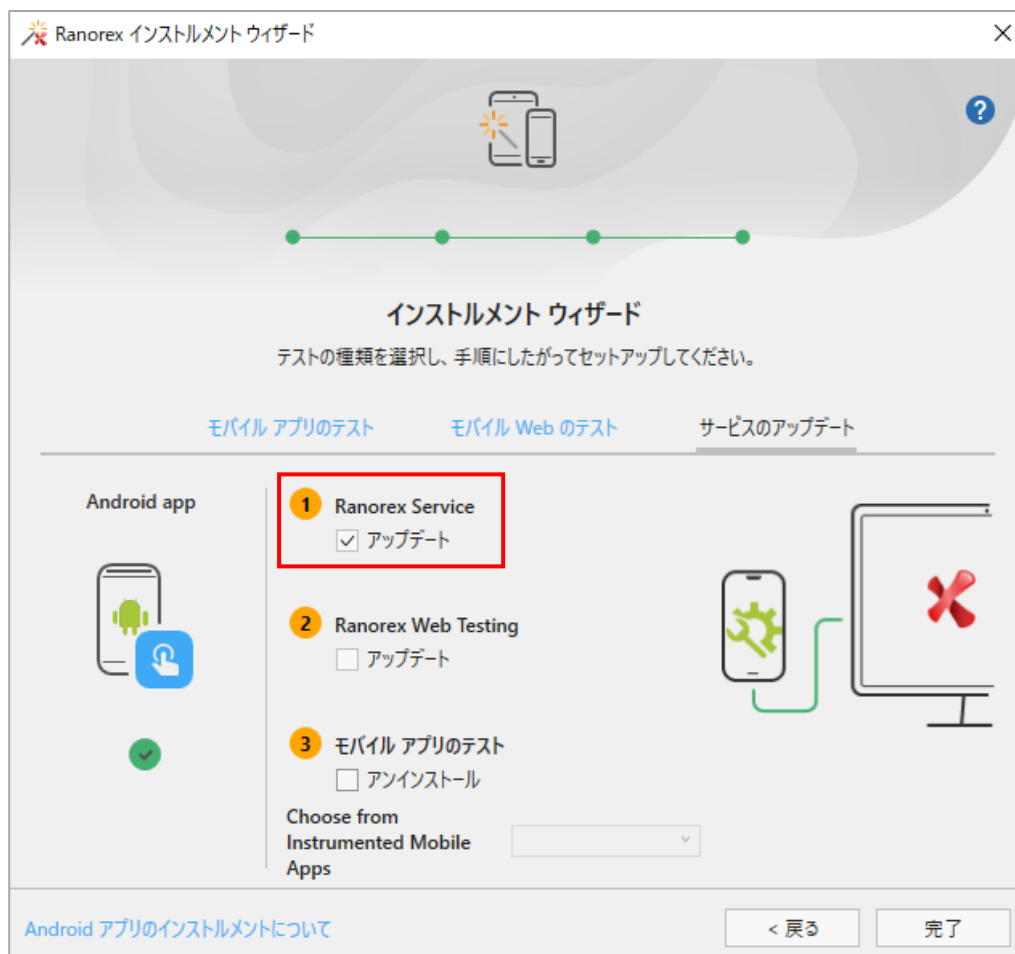 Ranorex インストルメント ウィザード
?
インストルメント ウィザード
テストの種類を選択し、手順にしたがってセットアップしてください。
モバイル アプリのテスト
モバイル Web のテスト
サービスのアップデート
Android app
1 Ranorex Service
アップデート
2 Ranorex Web Testing
アップデート
3 モバイル アプリのテスト
アンインストール
Choose from
Instrumented Mobile
Apps
Android アプリのインストルメントについて
< 戻る
完了